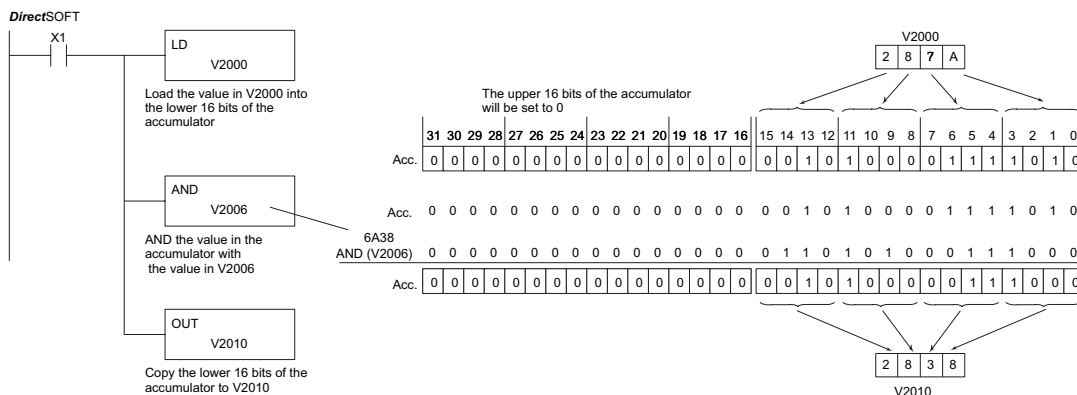 DirectSOFT
X1
LD
V2000
Load the value in V2000 into
the lower 16 bits of the
accumulator
AND
V2006
AND the value in the
accumulator with
the value in V2006
OUT
V2010
Copy the lower 16 bits of the
accumulator to V2010
V2000
2 8 7 A
The upper 16 bits of the accumulator
will be set to 0
31 30 29 28 27 26 25 24 23 22 21 20 19 18 17 16 15 14 13 12 11 10 9 8 7 6 5 4 3 2 1 0
Acc. 0 0 0 0 0 0 0 0 0 0 0 0 0 0 0 0 0 0 1 0 1 0 0 0 0 1 1 1 1 0 1 0
Acc. 0 0 0 0 0 0 0 0 0 0 0 0 0 0 0 0 0 0 1 0 1 0 0 0 0 1 1 1 1 0 1 0
6A38
AND (V2006) 0 0 0 0 0 0 0 0 0 0 0 0 0 0 0 0 0 1 1 0 1 0 1 0 0 0 1 1 1 0 0 0
Acc. 0 0 0 0 0 0 0 0 0 0 0 0 0 0 0 0 0 0 1 0 1 0 0 0 0 0 1 1 1 0 0 0
2 8 3 8
V2010